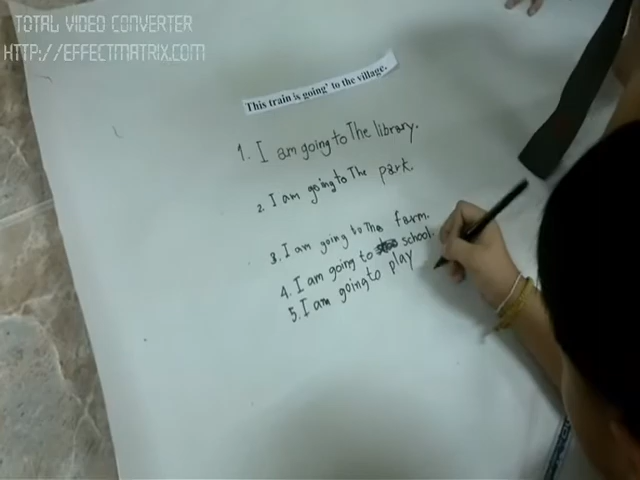 TOTAL VIDEO CONVERTER
HTTP://EFFECTMATRIX.COM
This train is going' to the village.
1. I am going to The library.
2. I am going to The park.
3. I am going to The farm.
4. I am going to school.
5. I am going to play